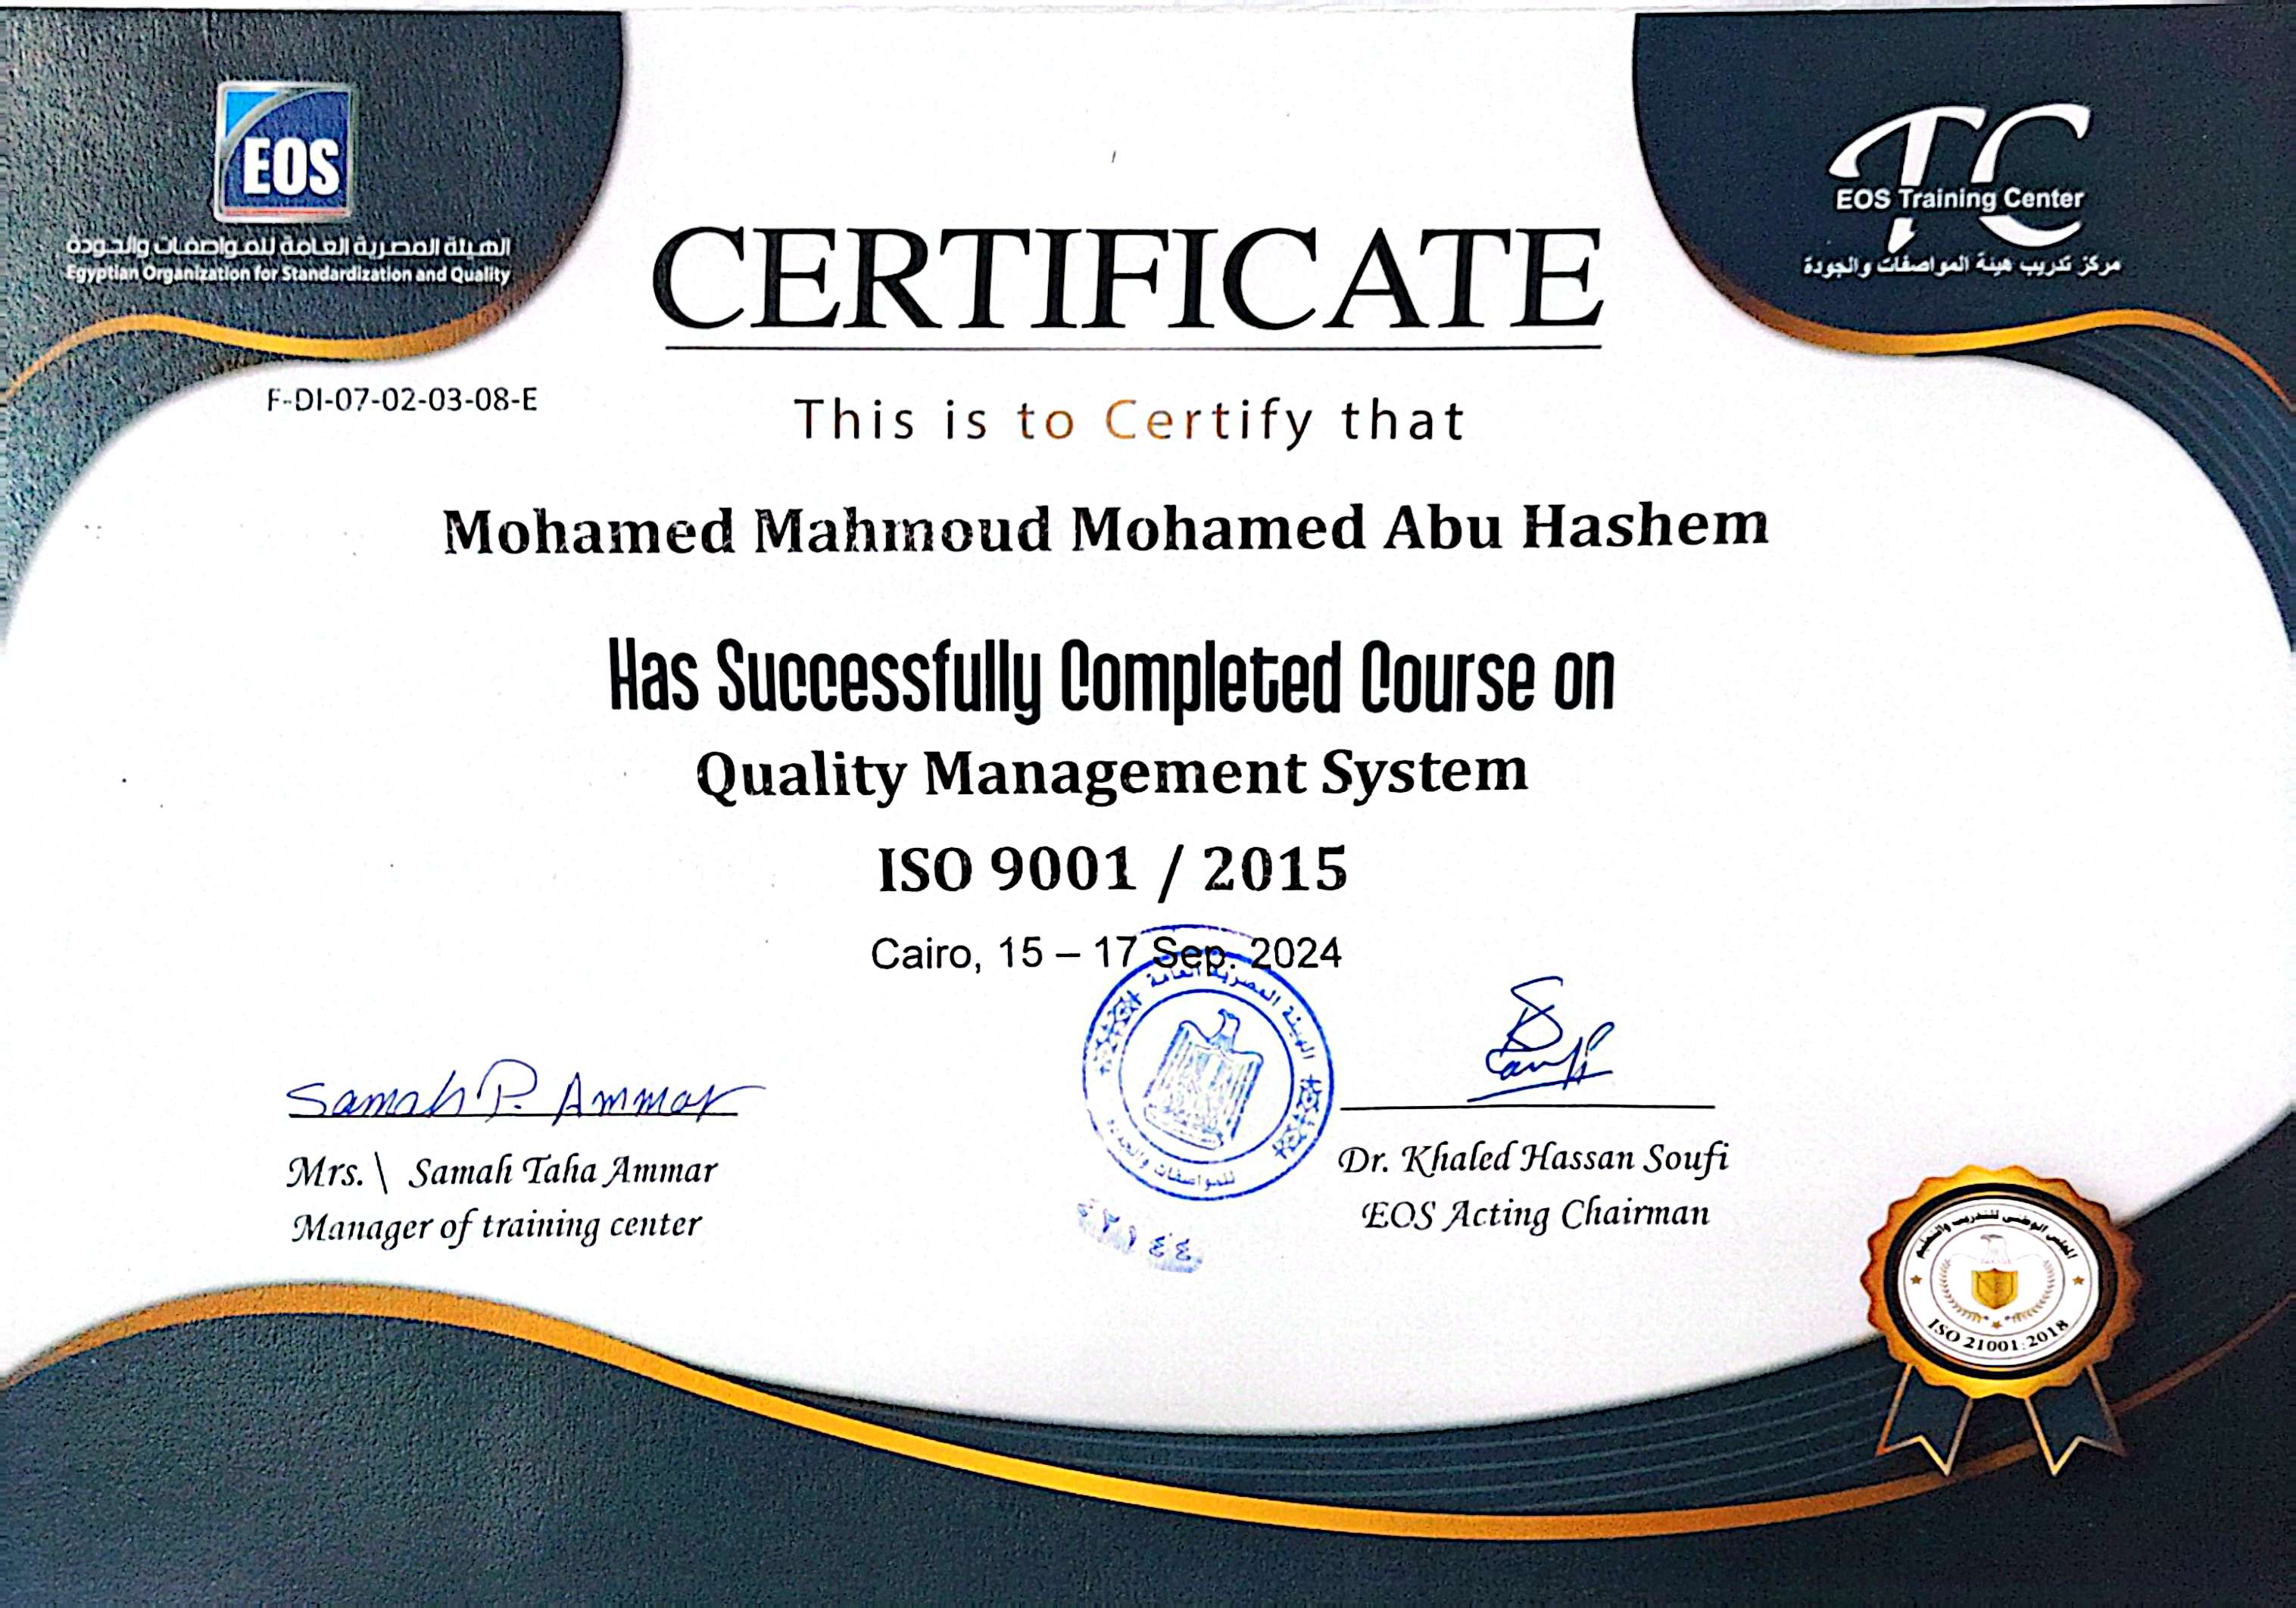 EOS
الهيئة المصرية العامة للمواصفات والجودة
Egyptian Organization for Standardization and Quality
TC
EOS Training Center
مركز تدريب هيئة المواصفات والجودة
CERTIFICATE
F-DI-07-02-03-08-E
This is to Certify that
Mohamed Mahmoud Mohamed Abu Hashem
Has Successfully Completed Course on
Quality Management System
ISO 9001 / 2015
Cairo, 15 – 17 Sep. 2024
الهيئة المصرية العامة
للمواصفات والجودة
Samah T. Ammar
Soufi
Mrs. \ Samah Taha Ammar
Manager of training center
Dr. Khaled Hassan Soufi
EOS Acting Chairman
المجلس الوطني للتدريب والتعليم
ISO 21001:2018